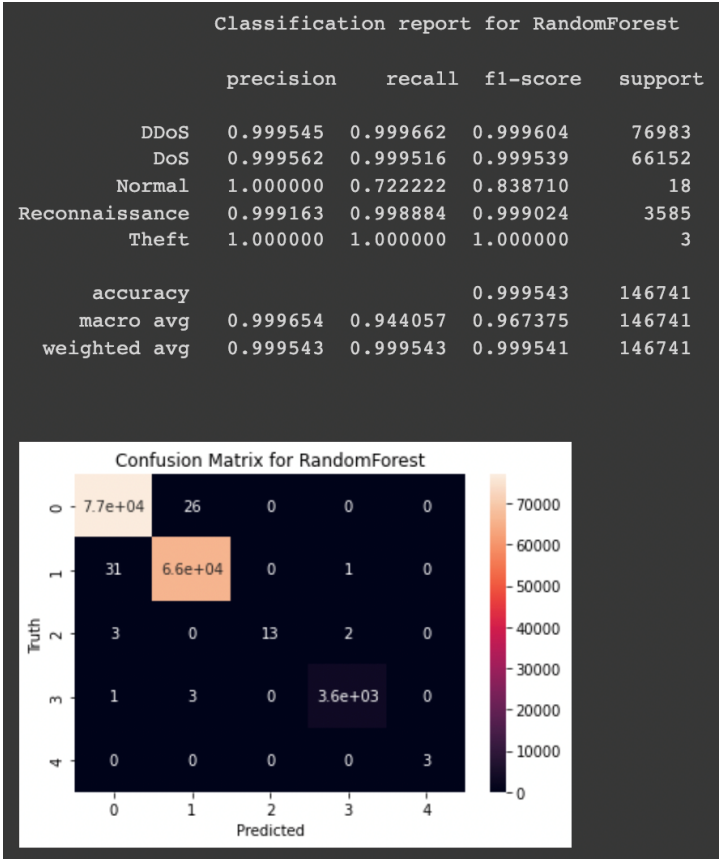 Classification report for RandomForest
precision recall f1-score support
DDoS 0.999545 0.999662 0.999604 76983
DoS 0.999562 0.999516 0.999539 66152
Normal 1.000000 0.722222 0.838710 18
Reconnaissance 0.999163 0.998884 0.999024 3585
Theft 1.000000 1.000000 1.000000 3
accuracy 0.999543 146741
macro avg 0.999654 0.944057 0.967375 146741
weighted avg 0.999543 0.999543 0.999541 146741
Confusion Matrix for RandomForest
0 7.7e+04 26 0 0 0
1 31 6.6e+04 0 1 0
2 3 0 13 2 0
3 1 3 0 3.6e+03 0
4 0 0 0 0 3
0 1 2 3 4
Truth
Predicted
70000
60000
50000
40000
30000
20000
10000
0